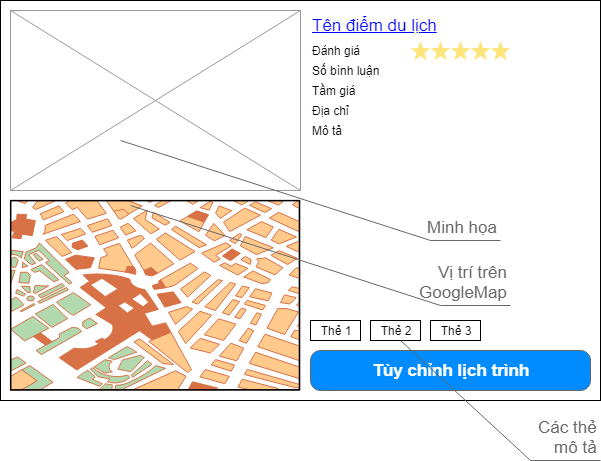 Tên điểm du lịch
Đánh giá
Số bình luận
Tầm giá
Địa chỉ
Mô tả
Minh họa
Vị trí trên
GoogleMap
Thẻ 1
Thẻ 2
Thẻ 3
Tùy chỉnh lịch trình
Các thẻ
mô tả